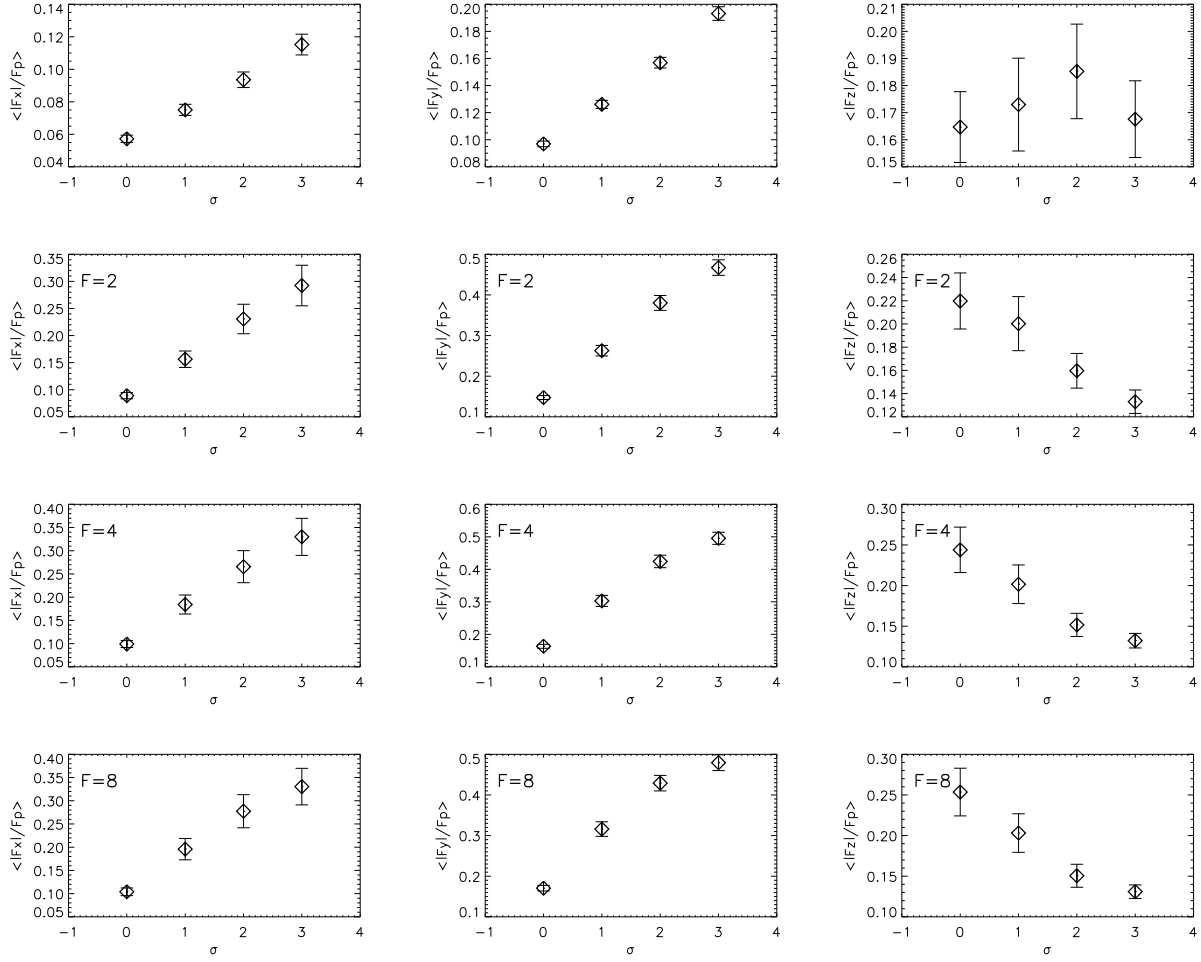 <|Fx|/Fp>
0.14
0.12
0.10
0.08
0.06
0.04
−1 0 1 2 3 4
σ
<|Fy|/Fp>
0.20
0.18
0.16
0.14
0.12
0.10
0.08
−1 0 1 2 3 4
σ
<|Fz|/Fp>
0.21
0.20
0.19
0.18
0.17
0.16
0.15
−1 0 1 2 3 4
σ
F=2
<|Fx|/Fp>
0.35
0.30
0.25
0.20
0.15
0.10
0.05
−1 0 1 2 3 4
σ
F=2
<|Fy|/Fp>
0.5
0.4
0.3
0.2
0.1
−1 0 1 2 3 4
σ
F=2
<|Fz|/Fp>
0.26
0.24
0.22
0.20
0.18
0.16
0.14
0.12
−1 0 1 2 3 4
σ
F=4
<|Fx|/Fp>
0.40
0.35
0.30
0.25
0.20
0.15
0.10
0.05
−1 0 1 2 3 4
σ
F=4
<|Fy|/Fp>
0.6
0.5
0.4
0.3
0.2
0.1
−1 0 1 2 3 4
σ
F=4
<|Fz|/Fp>
0.30
0.25
0.20
0.15
0.10
−1 0 1 2 3 4
σ
F=8
<|Fx|/Fp>
0.40
0.35
0.30
0.25
0.20
0.15
0.10
0.05
−1 0 1 2 3 4
σ
F=8
<|Fy|/Fp>
0.5
0.4
0.3
0.2
0.1
−1 0 1 2 3 4
σ
F=8
<|Fz|/Fp>
0.30
0.25
0.20
0.15
0.10
−1 0 1 2 3 4
σ